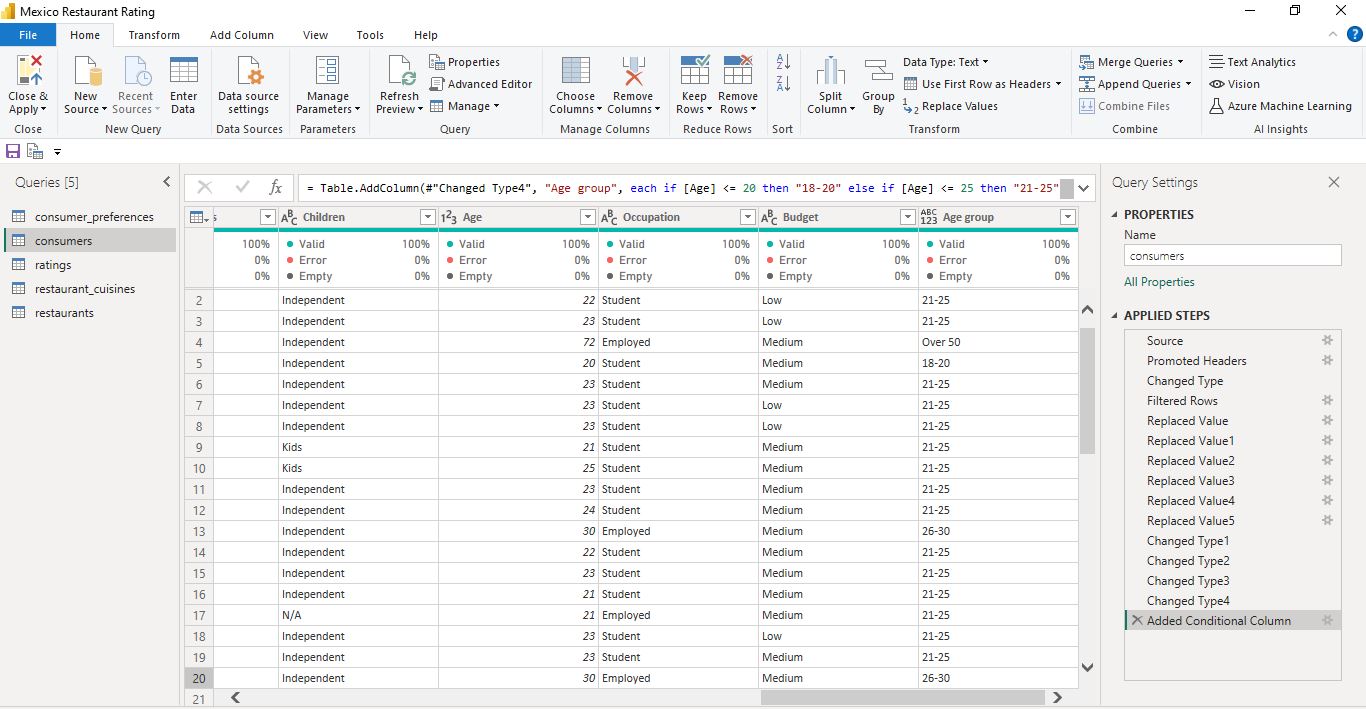 Mexico Restaurant Rating
File Home Transform Add Column View Tools Help
Close & Apply
New Source
Recent Sources
Enter Data
Data source settings
Manage Parameters
Refresh Preview
Properties
Advanced Editor
Manage
Choose Columns
Remove Columns
Keep Rows
Remove Rows
A Z
Z A
Split Column
Group By
Data Type: Text
Use First Row as Headers
1 2 Replace Values
Merge Queries
Append Queries
Combine Files
Text Analytics
Vision
Azure Machine Learning
Close New Query Data Sources Parameters Query Manage Columns Reduce Rows Sort Transform Combine AI Insights
Queries [5]
consumer_preferences
consumers
ratings
restaurant_cuisines
restaurants
fx = Table.AddColumn(#"Changed Type4", "Age group", each if [Age] <= 20 then "18-20" else if [Age] <= 25 then "21-25"
s ABC Children 123 Age ABC Occupation ABC Budget ABC 123 Age group
100% Valid 100% Valid 100% Valid 100% Valid 100% Valid 100%
0% Error 0% Error 0% Error 0% Error 0% Error 0%
0% Empty 0% Empty 0% Empty 0% Empty 0% Empty 0%
2 Independent 22 Student Low 21-25
3 Independent 23 Student Low 21-25
4 Independent 72 Employed Medium Over 50
5 Independent 20 Student Medium 18-20
6 Independent 23 Student Medium 21-25
7 Independent 23 Student Low 21-25
8 Independent 23 Student Low 21-25
9 Kids 21 Student Medium 21-25
10 Kids 25 Student Medium 21-25
11 Independent 23 Student Medium 21-25
12 Independent 24 Student Medium 21-25
13 Independent 30 Employed Medium 26-30
14 Independent 22 Student Medium 21-25
15 Independent 23 Student Medium 21-25
16 Independent 21 Student Medium 21-25
17 N/A 21 Employed Medium 21-25
18 Independent 23 Student Low 21-25
19 Independent 23 Student Medium 21-25
20 Independent 30 Employed Medium 26-30
21
Query Settings
PROPERTIES
Name
consumers
All Properties
APPLIED STEPS
Source
Promoted Headers
Changed Type
Filtered Rows
Replaced Value
Replaced Value1
Replaced Value2
Replaced Value3
Replaced Value4
Replaced Value5
Changed Type1
Changed Type2
Changed Type3
Changed Type4
Added Conditional Column